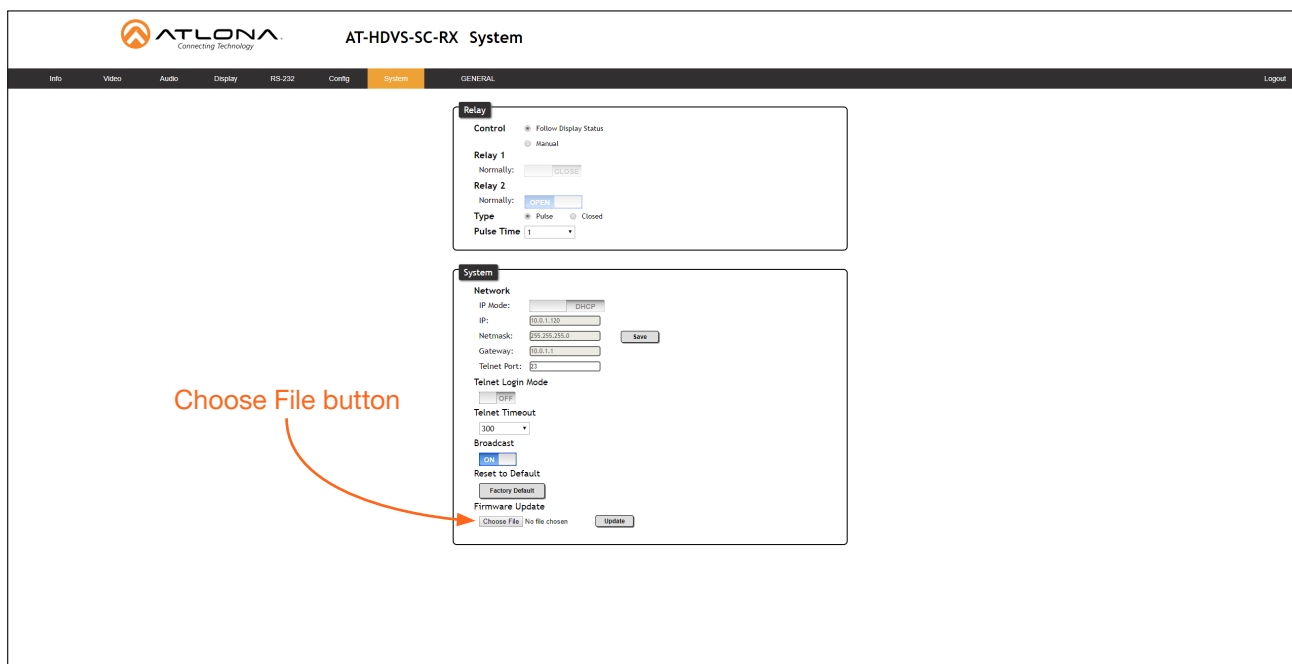 ATLONA.
Connecting Technology
AT-HDVS-SC-RX System
Info Video Audio Display RS-232 Config System GENERAL Logout
Relay
Control Follow Display Status
Manual
Relay 1
Normally: CLOSE
Relay 2
Normally: OPEN
Type Pulse Closed
Pulse Time 1
System
Network
IP Mode: DHCP
IP: 10.0.1.120
Netmask: 255.255.255.0 Save
Gateway: 10.0.1.1
Telnet Port: 23
Telnet Login Mode
OFF
Choose File button
Telnet Timeout
300
Broadcast
ON
Reset to Default
Factory Default
Firmware Update
Choose File No file chosen Update